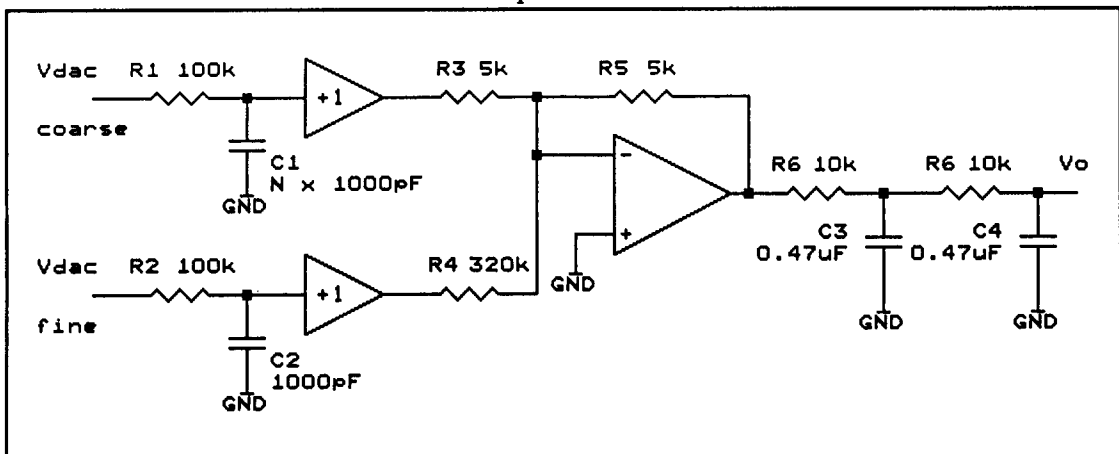 Vdac R1 100k
coarse
+1
R3 5k
R5 5k
C1
N x 1000pF
GND
-
+
GND
R6 10k
R6 10k
Vo
C3
0.47uF
C4
0.47uF
GND
GND
Vdac R2 100k
fine
+1
R4 320k
C2
1000pF
GND